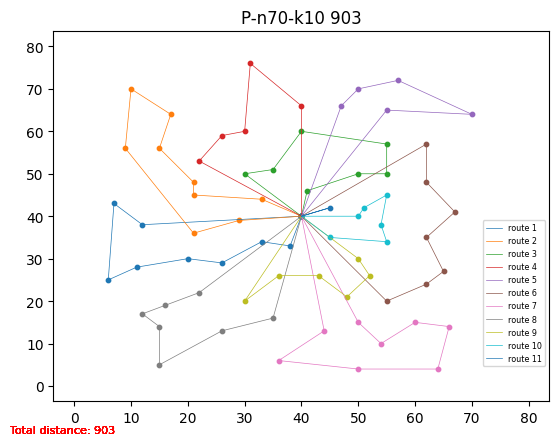 P-n70-k10 903
80
70
60
50
40
30
20
10
0
0 10 20 30 40 50 60 70 80
route 1
route 2
route 3
route 4
route 5
route 6
route 7
route 8
route 9
route 10
route 11
Total distance: 903